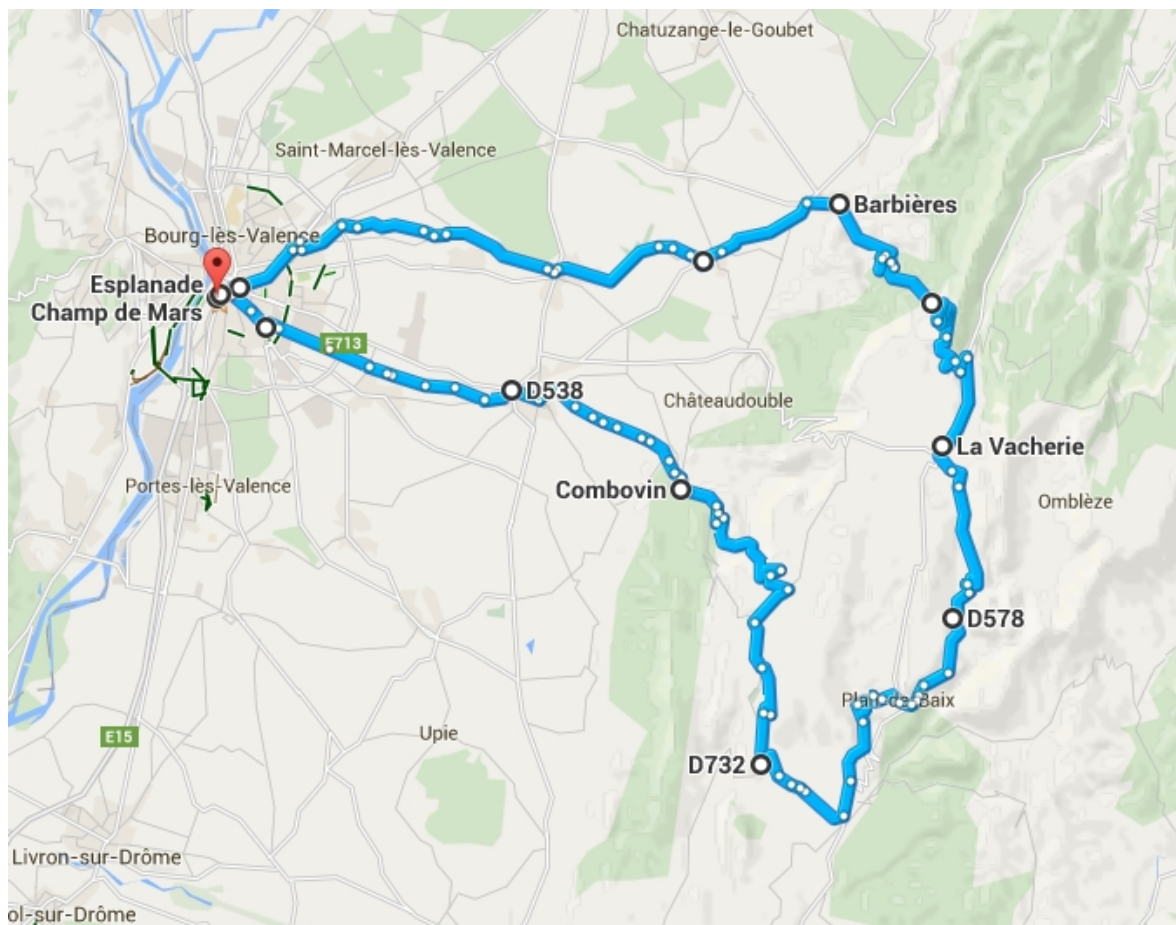 Chatuzange-le-Goubet
Saint-Marcel-lès-Valence
Barbières
Bourg-lès-Valence
Esplanade
Champ de Mars
E713
D538
Châteaudouble
La Vacherie
Portes-lès-Valence
Combovin
Omblèze
D578
Plan-de-Baix
E15
Upie
D732
Livron-sur-Drôme
ol-sur-Drôme